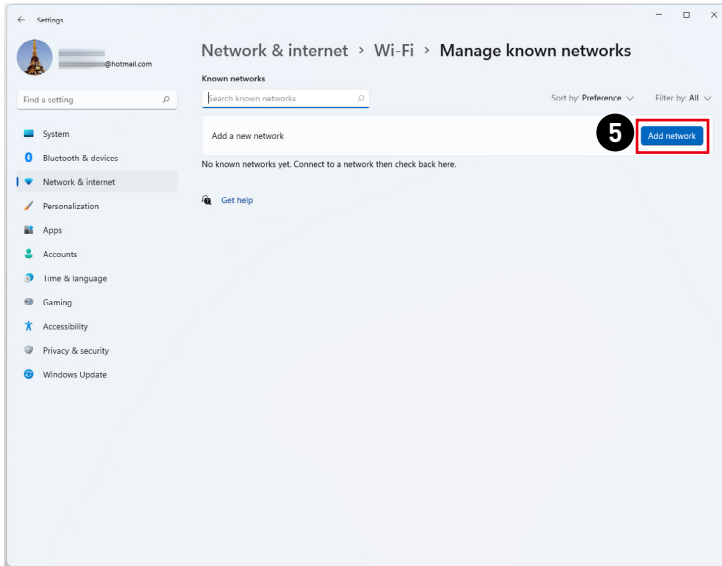 Settings
@hotmail.com
Find a setting
System
Bluetooth & devices
Network & internet
Personalization
Apps
Accounts
Time & language
Gaming
Accessibility
Privacy & security
Windows Update
Network & internet > Wi-Fi > Manage known networks
Known networks
Search known networks
Sort by: Preference
Filter by: All
Add a new network
5
Add network
No known networks yet. Connect to a network then check back here.
Get help